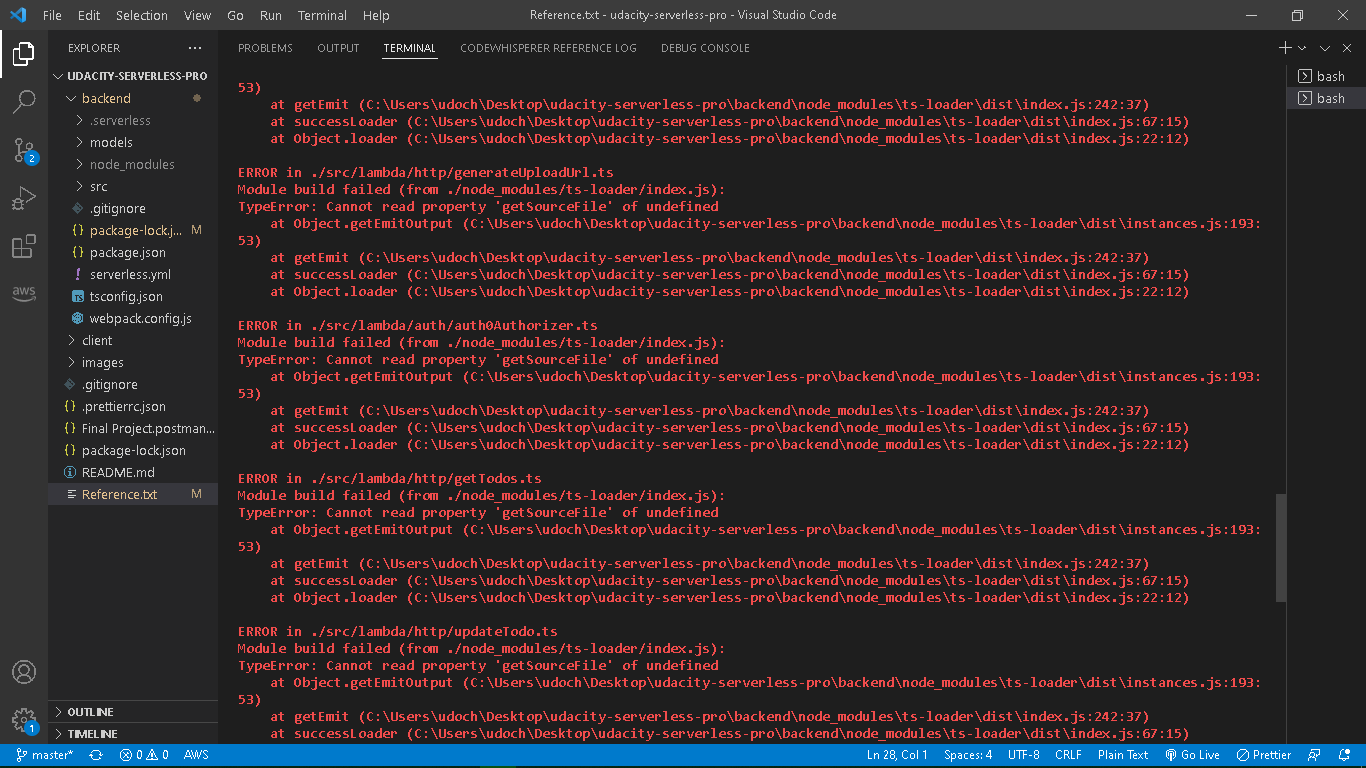 File Edit Selection View Go Run Terminal Help
Reference.txt - udacity-serverless-pro - Visual Studio Code
EXPLORER
UDACITY-SERVERLESS-PRO
backend
.serverless
models
node_modules
src
.gitignore
package-lock.j... M
package.json
serverless.yml
tsconfig.json
webpack.config.js
client
images
.gitignore
.prettierrc.json
Final Project.postman...
package-lock.json
README.md
Reference.txt M
OUTLINE
TIMELINE
2
aws
1
PROBLEMS OUTPUT TERMINAL CODEWHISPERER REFERENCE LOG DEBUG CONSOLE
bash
bash
53)
at getEmit (C:\Users\udoch\Desktop\udacity-serverless-pro\backend\node_modules\ts-loader\dist\index.js:242:37)
at successLoader (C:\Users\udoch\Desktop\udacity-serverless-pro\backend\node_modules\ts-loader\dist\index.js:67:15)
at Object.loader (C:\Users\udoch\Desktop\udacity-serverless-pro\backend\node_modules\ts-loader\dist\index.js:22:12)
ERROR in ./src/lambda/http/generateUploadUrl.ts
Module build failed (from ./node_modules/ts-loader/index.js):
TypeError: Cannot read property 'getSourceFile' of undefined
at Object.getEmitOutput (C:\Users\udoch\Desktop\udacity-serverless-pro\backend\node_modules\ts-loader\dist\instances.js:193:
53)
at getEmit (C:\Users\udoch\Desktop\udacity-serverless-pro\backend\node_modules\ts-loader\dist\index.js:242:37)
at successLoader (C:\Users\udoch\Desktop\udacity-serverless-pro\backend\node_modules\ts-loader\dist\index.js:67:15)
at Object.loader (C:\Users\udoch\Desktop\udacity-serverless-pro\backend\node_modules\ts-loader\dist\index.js:22:12)
ERROR in ./src/lambda/auth/auth0Authorizer.ts
Module build failed (from ./node_modules/ts-loader/index.js):
TypeError: Cannot read property 'getSourceFile' of undefined
at Object.getEmitOutput (C:\Users\udoch\Desktop\udacity-serverless-pro\backend\node_modules\ts-loader\dist\instances.js:193:
53)
at getEmit (C:\Users\udoch\Desktop\udacity-serverless-pro\backend\node_modules\ts-loader\dist\index.js:242:37)
at successLoader (C:\Users\udoch\Desktop\udacity-serverless-pro\backend\node_modules\ts-loader\dist\index.js:67:15)
at Object.loader (C:\Users\udoch\Desktop\udacity-serverless-pro\backend\node_modules\ts-loader\dist\index.js:22:12)
ERROR in ./src/lambda/http/getTodos.ts
Module build failed (from ./node_modules/ts-loader/index.js):
TypeError: Cannot read property 'getSourceFile' of undefined
at Object.getEmitOutput (C:\Users\udoch\Desktop\udacity-serverless-pro\backend\node_modules\ts-loader\dist\instances.js:193:
53)
at getEmit (C:\Users\udoch\Desktop\udacity-serverless-pro\backend\node_modules\ts-loader\dist\index.js:242:37)
at successLoader (C:\Users\udoch\Desktop\udacity-serverless-pro\backend\node_modules\ts-loader\dist\index.js:67:15)
at Object.loader (C:\Users\udoch\Desktop\udacity-serverless-pro\backend\node_modules\ts-loader\dist\index.js:22:12)
ERROR in ./src/lambda/http/updateTodo.ts
Module build failed (from ./node_modules/ts-loader/index.js):
TypeError: Cannot read property 'getSourceFile' of undefined
at Object.getEmitOutput (C:\Users\udoch\Desktop\udacity-serverless-pro\backend\node_modules\ts-loader\dist\instances.js:193:
53)
at getEmit (C:\Users\udoch\Desktop\udacity-serverless-pro\backend\node_modules\ts-loader\dist\index.js:242:37)
at successLoader (C:\Users\udoch\Desktop\udacity-serverless-pro\backend\node_modules\ts-loader\dist\index.js:67:15)
master* 0 0 AWS
Ln 28, Col 1 Spaces: 4 UTF-8 CRLF Plain Text Go Live Prettier